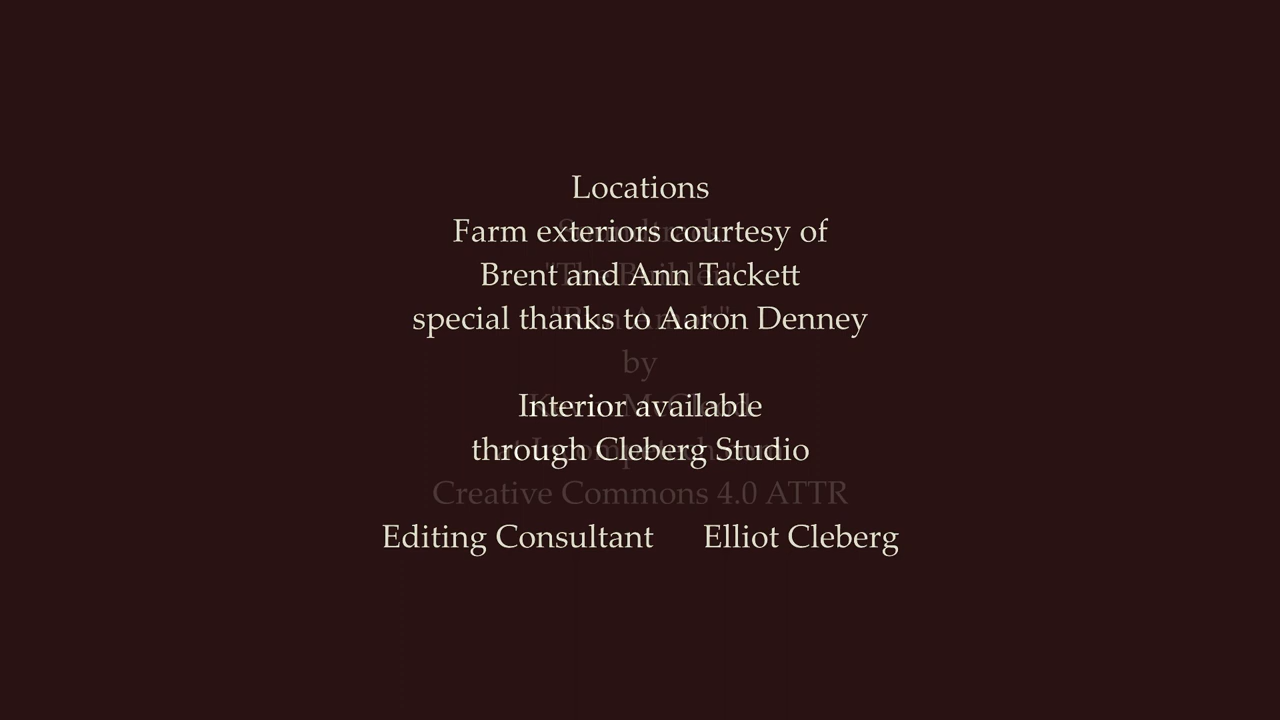 Locations
Farm exteriors courtesy of
Brent and Ann Tackett
special thanks to Aaron Denney
by
Interior available
through Cleberg Studio
Creative Commons 4.0 ATTR
Editing Consultant Elliot Cleberg